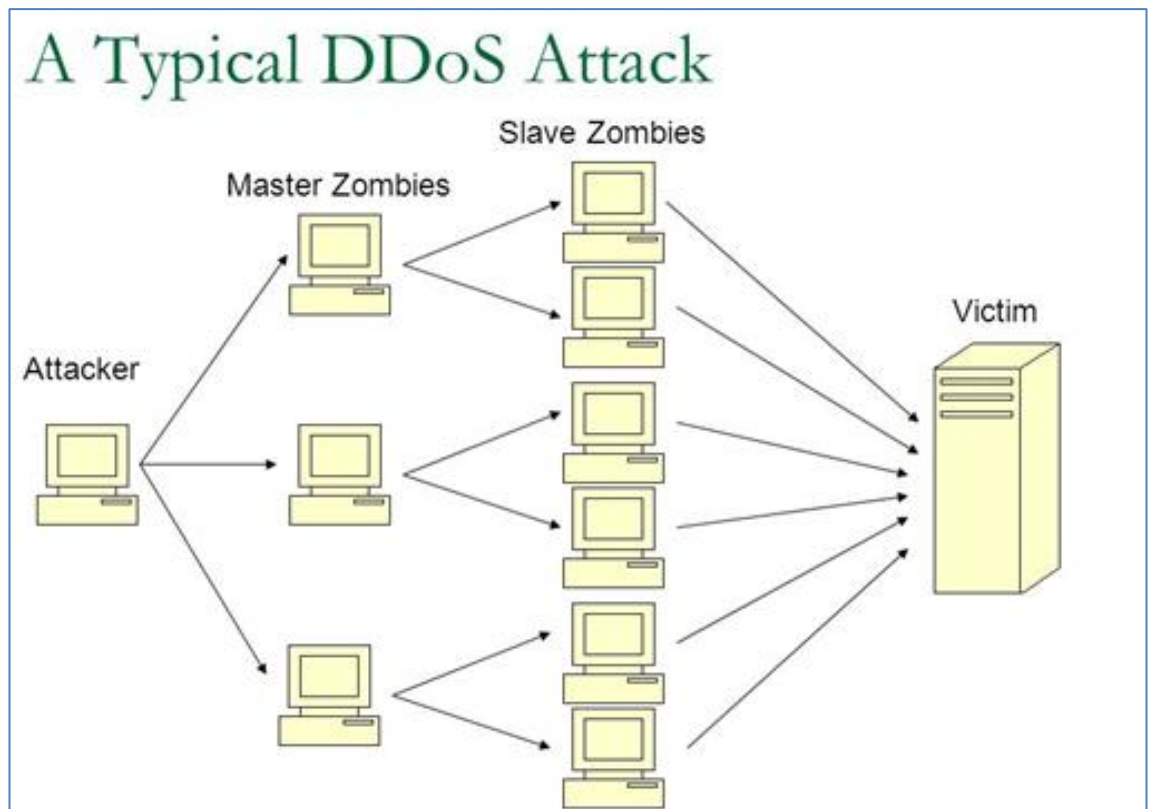 A Typical DDoS Attack
Slave Zombies
Master Zombies
Victim
Attacker